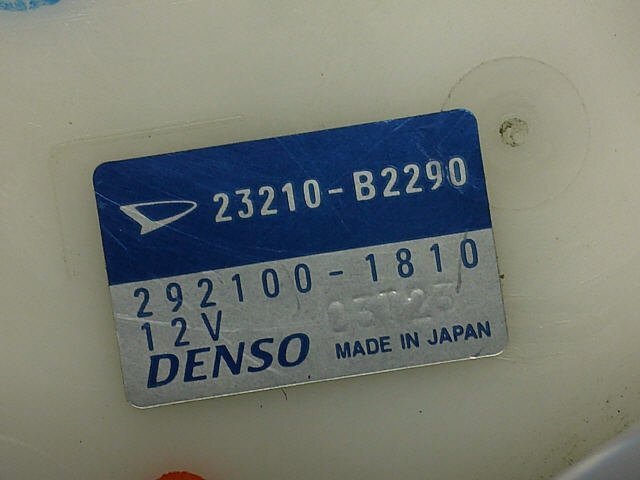 23210-B2290
292100-1810
12V
DENSO MADE IN JAPAN